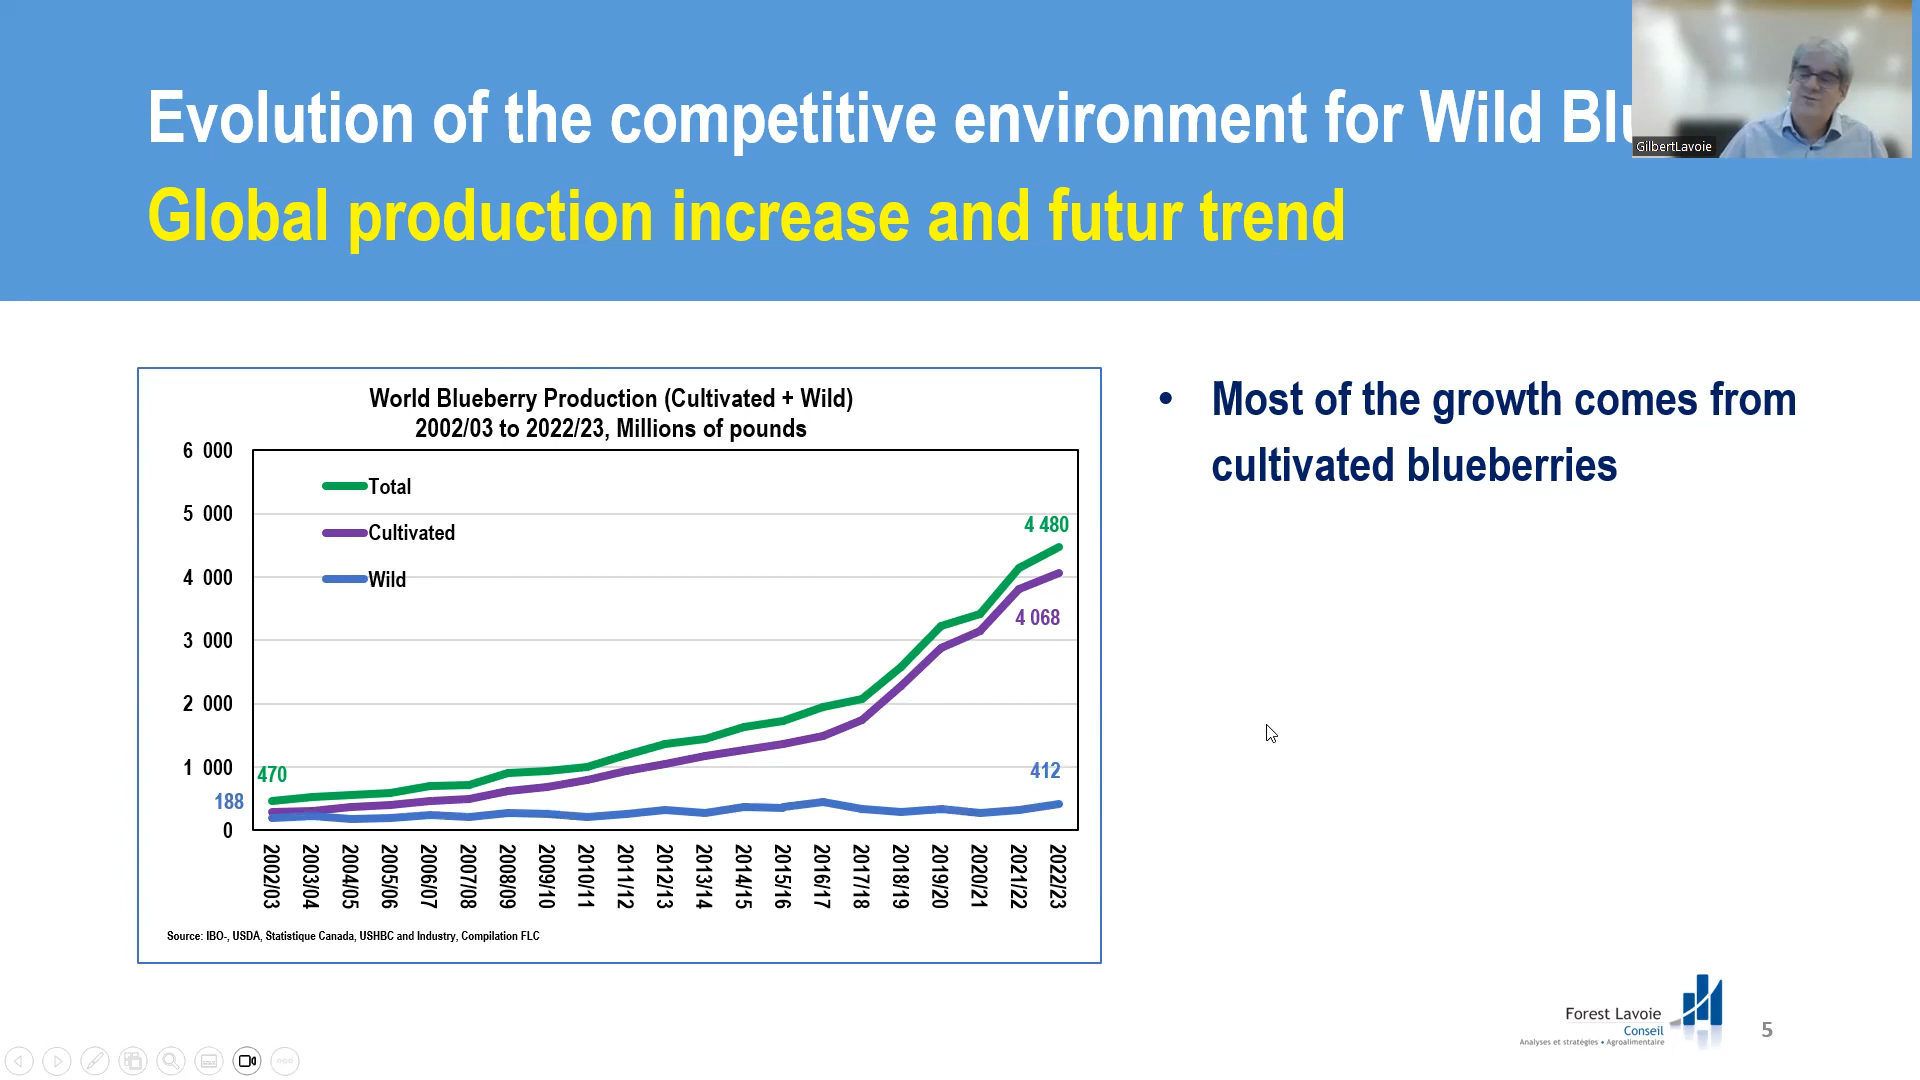 Evolution of the competitive environment for Wild Blu
GilbertLavoie
Global production increase and futur trend
World Blueberry Production (Cultivated + Wild)
2002/03 to 2022/23, Millions of pounds
6 000
5 000
4 000
3 000
2 000
1 000
0
Total
Cultivated
Wild
4 480
4 068
412
470
188
2002/03
2003/04
2004/05
2005/06
2006/07
2007/08
2008/09
2009/10
2010/11
2011/12
2012/13
2013/14
2014/15
2015/16
2016/17
2017/18
2018/19
2019/20
2020/21
2021/22
2022/23
Source: IBO-, USDA, Statistique Canada, USHBC and Industry, Compilation FLC
• Most of the growth comes from
cultivated blueberries
Forest Lavoie
Conseil
Analyses et stratégies • Agroalimentaire
5